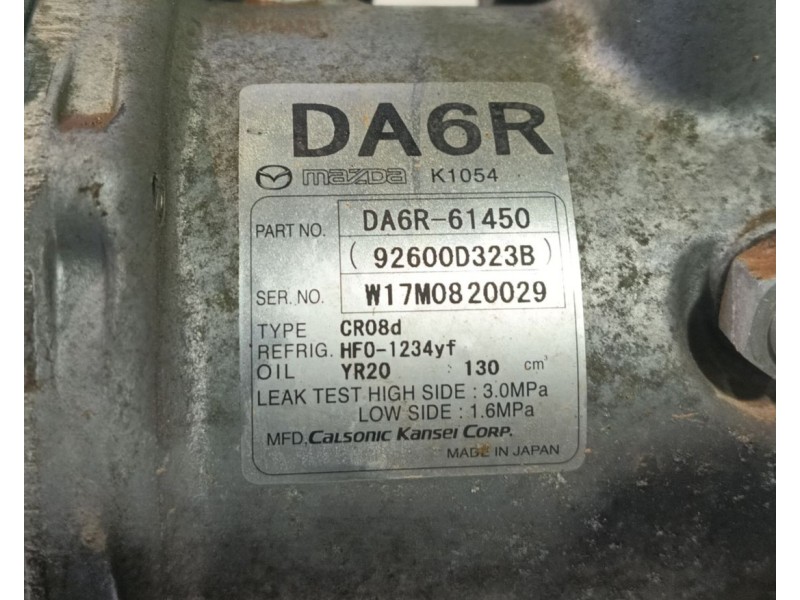 DA6R
mazda K1054
PART NO. DA6R-61450
(92600D323B)
SER. NO. W17M0820029
TYPE CR08d
REFRIG. HFO-1234yf
OIL YR20 130 cm³
LEAK TEST HIGH SIDE : 3.0MPa
LOW SIDE : 1.6MPa
MFD. CALSONIC KANSEI CORP.
MADE IN JAPAN